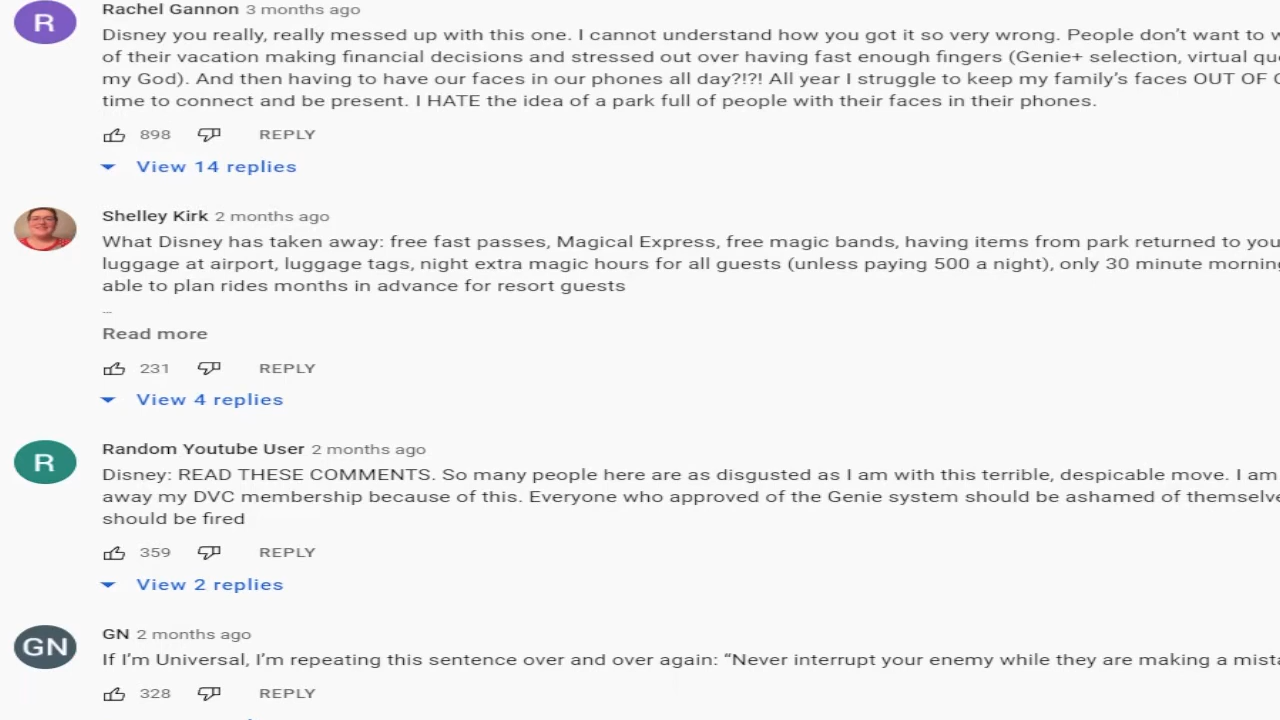 R
Rachel Gannon 3 months ago
Disney you really, really messed up with this one. I cannot understand how you got it so very wrong. People don’t want to
of their vacation making financial decisions and stressed out over having fast enough fingers (Genie+ selection, virtual
my God). And then having to have our faces in our phones all day?!?! All year I struggle to keep my family’s faces OUT OF
time to connect and be present. I HATE the idea of a park full of people with their faces in their phones.
898 REPLY
View 14 replies
Shelley Kirk 2 months ago
What Disney has taken away: free fast passes, Magical Express, free magic bands, having items from park returned to you
luggage at airport, luggage tags, night extra magic hours for all guests (unless paying 500 a night), only 30 minute
able to plan rides months in advance for resort guests
...
Read more
231 REPLY
View 4 replies
R
Random Youtube User 2 months ago
Disney: READ THESE COMMENTS. So many people here are as disgusted as I am with this terrible, despicable move. I am
away my DVC membership because of this. Everyone who approved of the Genie system should be ashamed of
should be fired
359 REPLY
View 2 replies
GN
GN 2 months ago
If I’m Universal, I’m repeating this sentence over and over again: “Never interrupt your enemy while they are making a
328 REPLY